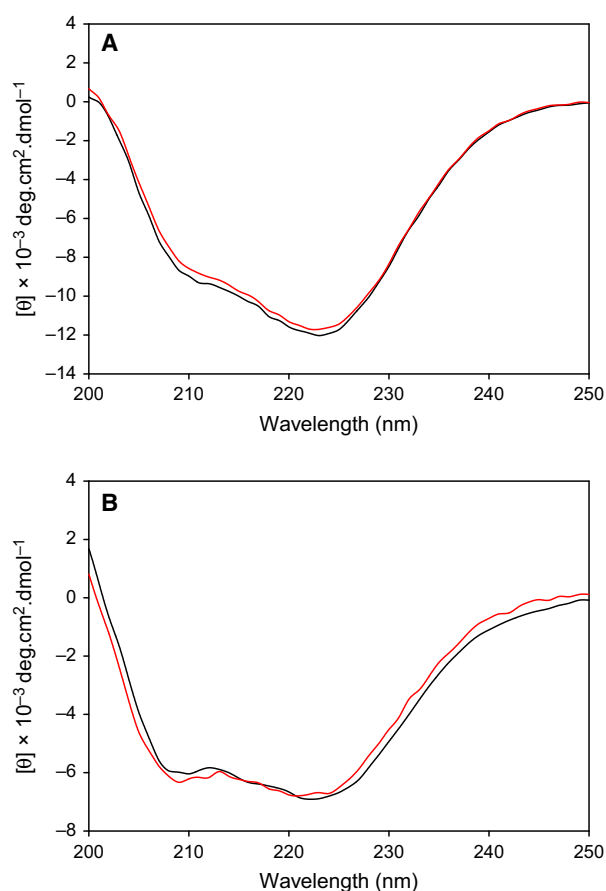 A
4
2
0
–2
–4
–6
–8
–10
–12
–14
[θ] × 10⁻³ deg.cm².dmol⁻¹
200 210 220 230 240 250
Wavelength (nm)
B
4
2
0
–2
–4
–6
–8
[θ] × 10⁻³ deg.cm².dmol⁻¹
200 210 220 230 240 250
Wavelength (nm)